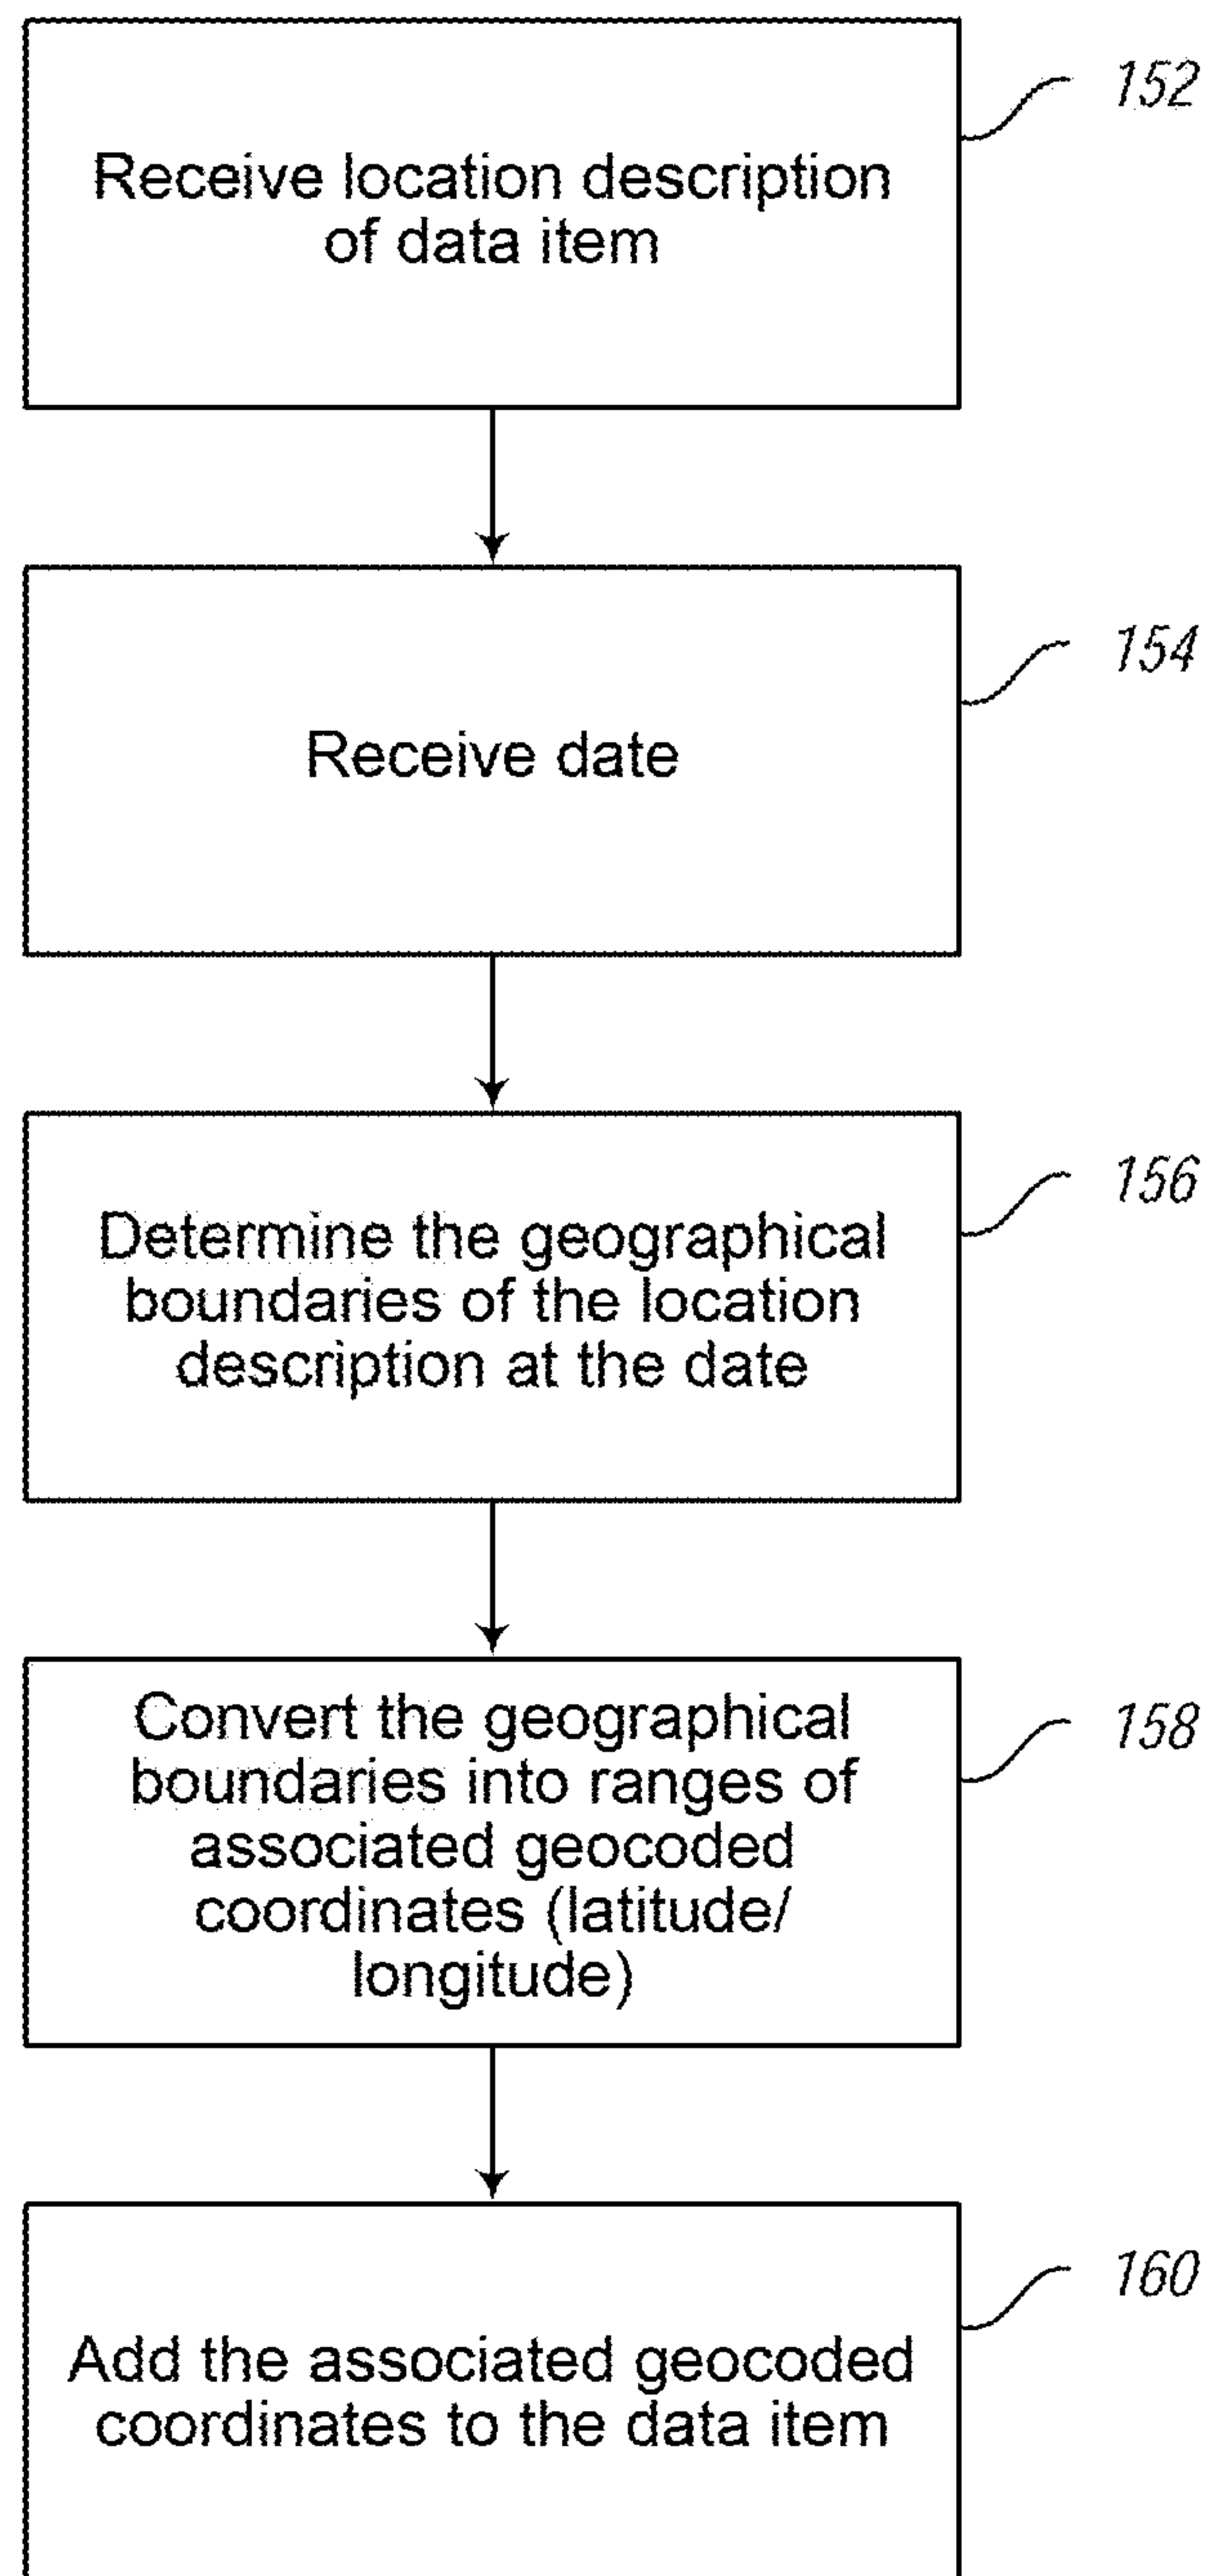 152
Receive location description
of data item
154
Receive date
156
Determine the geographical
boundaries of the location
description at the date
158
Convert the geographical
boundaries into ranges of
associated geocoded
coordinates (latitude/
longitude)
160
Add the associated geocoded
coordinates to the data item